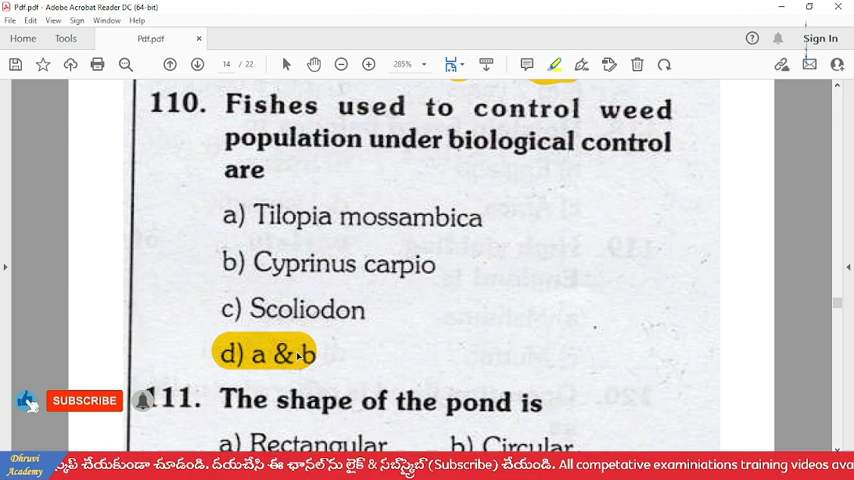 Pdf.pdf - Adobe Acrobat Reader DC (64-bit)
File Edit View Sign Window Help
Home Tools Pdf.pdf × Sign In
14 / 22 285%
110. Fishes used to control weed
population under biological control
are
a) Tilopia mossambica
b) Cyprinus carpio
c) Scoliodon
d) a & b
SUBSCRIBE
111. The shape of the pond is
a) Rectangular b) Circular
Dhruvi
Academy
చేయకుండా చూడండి. దయచేసి ఈ ఛానల్‌ను లైక్ & సబ్‌స్క్రైబ్ (Subscribe) చేయండి. All competative examiniations training videos ava